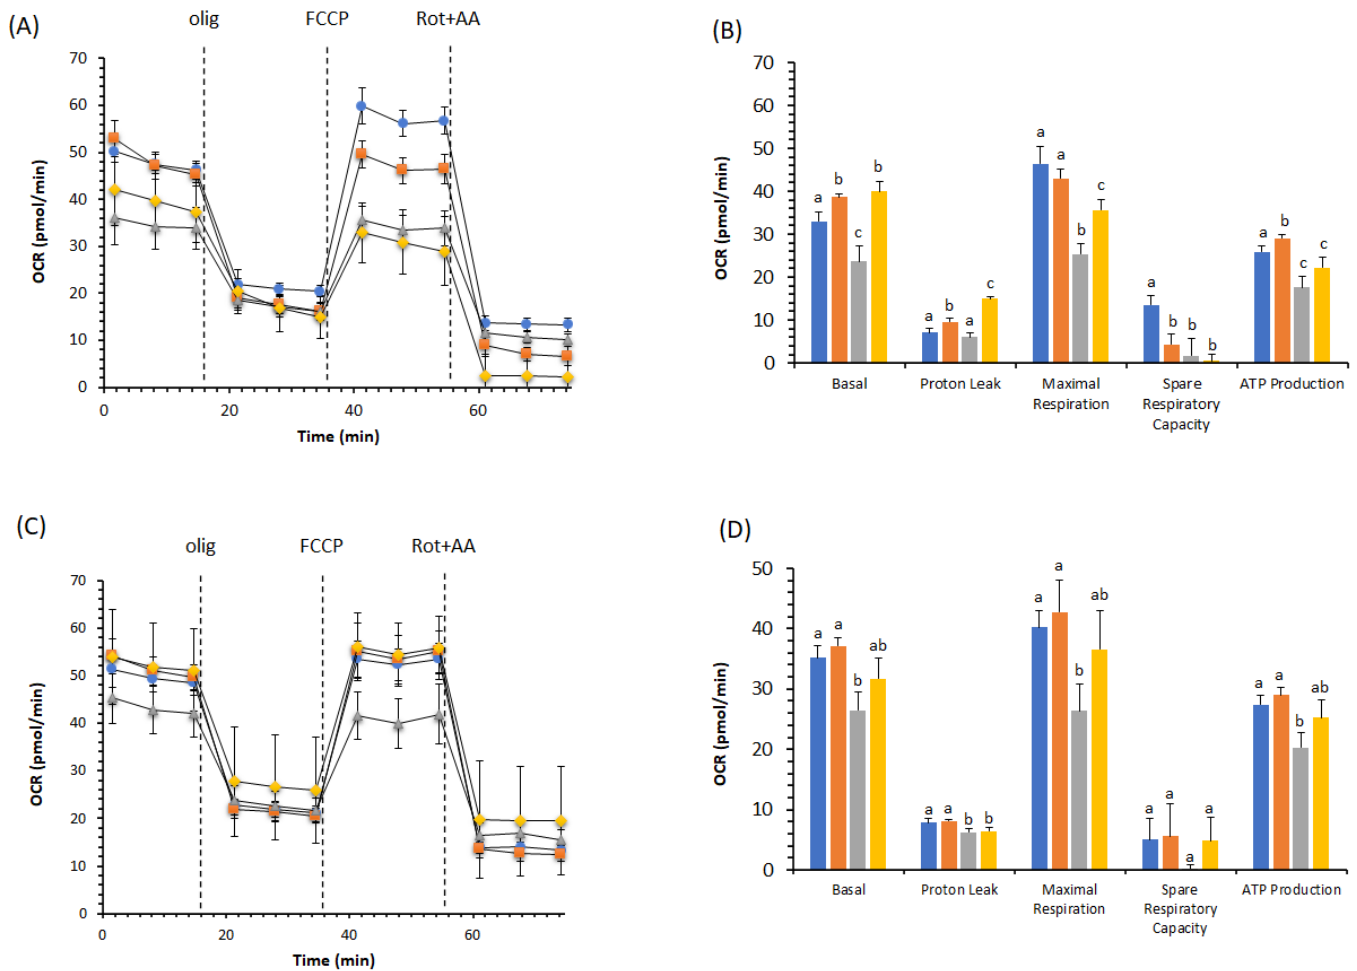 (A)
olig FCCP Rot+AA
70
60
50
40
30
20
10
0
OCR (pmol/min)
0 20 40 60
Time (min)
(B)
70
60
50
40
30
20
10
0
OCR (pmol/min)
a b c b
a b a c
a a b c
b b b
a b c c
Basal Proton Leak Maximal Respiration Spare Respiratory Capacity ATP Production
(C)
olig FCCP Rot+AA
70
60
50
40
30
20
10
0
OCR (pmol/min)
0 20 40 60
Time (min)
(D)
50
40
30
20
10
0
OCR (pmol/min)
a a b ab
a a b b
a a b ab
a a a a
a a b ab
Basal Proton Leak Maximal Respiration Spare Respiratory Capacity ATP Production